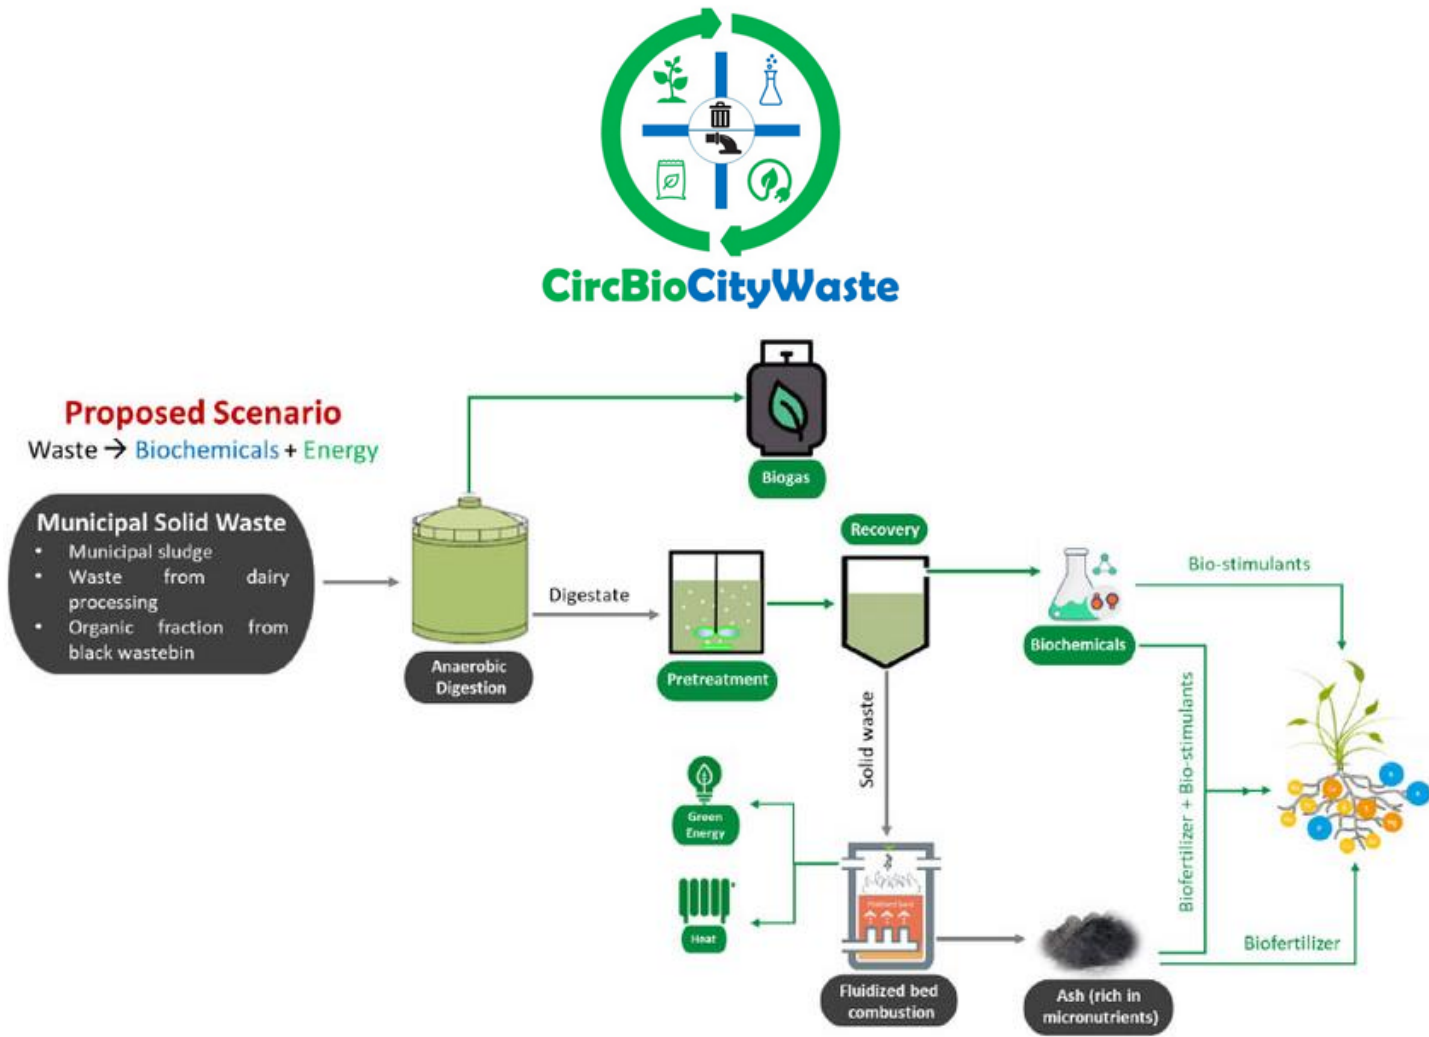 CircBioCityWaste
Proposed Scenario
Waste → Biochemicals + Energy
Municipal Solid Waste
• Municipal sludge
• Waste from dairy
processing
• Organic fraction from
black wastebin
Anaerobic
Digestion
Biogas
Digestate
Pretreatment
Recovery
Biochemicals
Bio-stimulants
Solid waste
Biofertilizer + Bio-stimulants
Green
Energy
Heat
Fluidized bed
combustion
Ash (rich in
micronutrients)
Biofertilizer